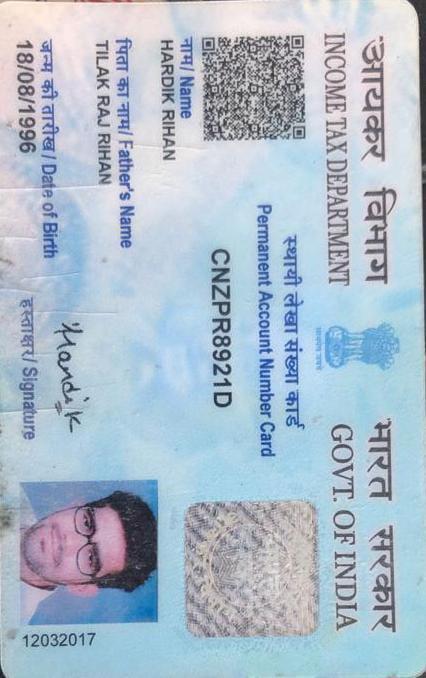 आयकर विभाग
INCOME TAX DEPARTMENT
भारत सरकार
GOVT. OF INDIA
सत्यमेव जयते
स्थायी लेखा संख्या कार्ड
Permanent Account Number Card
CNZPR8921D
नाम/ Name
HARDIK RIHAN
पिता का नाम/ Father's Name
TILAK RAJ RIHAN
जन्म की तारीख/ Date of Birth
18/08/1996
Hardik
हस्ताक्षर/ Signature
12032017